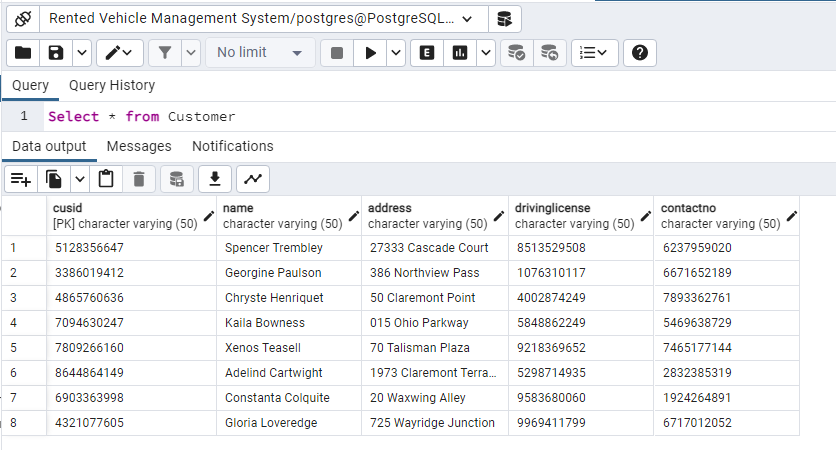 Rented Vehicle Management System/postgres@PostgreSQL...
No limit
E
Query Query History
1 Select * from Customer
Data output Messages Notifications
cusid name address drivinglicense contactno
[PK] character varying (50) character varying (50) character varying (50) character varying (50) character varying (50)
1 5128356647 Spencer Trembley 27333 Cascade Court 8513529508 6237959020
2 3386019412 Georgine Paulson 386 Northview Pass 1076310117 6671652189
3 4865760636 Chryste Henriquet 50 Claremont Point 4002874249 7893362761
4 7094630247 Kaila Bowness 015 Ohio Parkway 5848862249 5469638729
5 7809266160 Xenos Teasell 70 Talisman Plaza 9218369652 7465177144
6 8644864149 Adelind Cartwight 1973 Claremont Terra... 5298714935 2832385319
7 6903363998 Constanta Colquite 20 Waxwing Alley 9583680060 1924264891
8 4321077605 Gloria Loveredge 725 Wayridge Junction 9969411799 6717012052